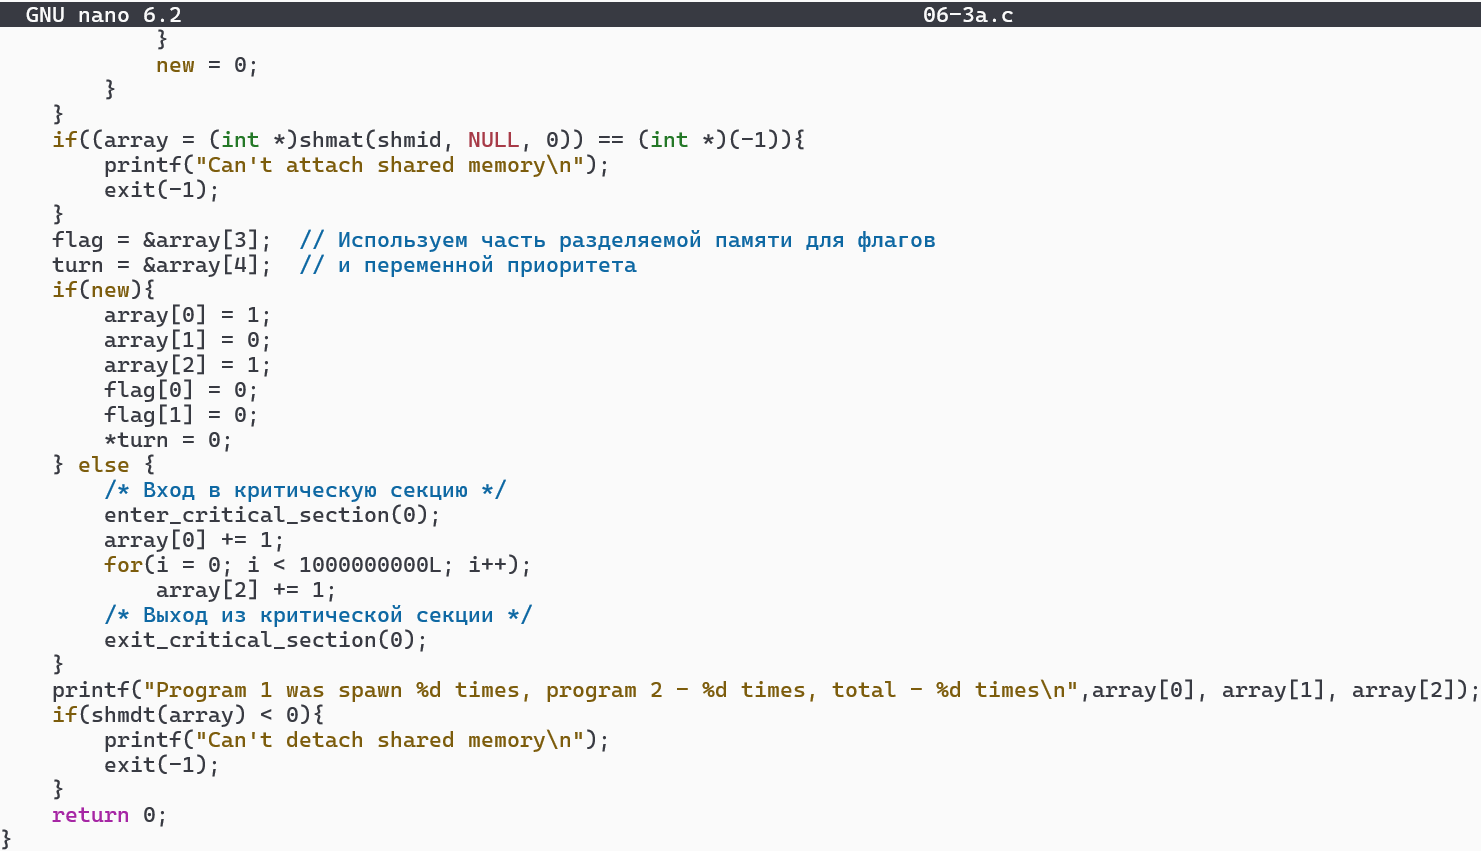 GNU nano 6.2 06-3a.c
}
new = 0;
}
}
if((array = (int *)shmat(shmid, NULL, 0)) == (int *)(-1)){
printf("Can't attach shared memory\n");
exit(-1);
}
flag = &array[3];  // Используем часть разделяемой памяти для флагов
turn = &array[4];  // и переменной приоритета
if(new){
array[0] = 1;
array[1] = 0;
array[2] = 1;
flag[0] = 0;
flag[1] = 0;
*turn = 0;
} else {
/* Вход в критическую секцию */
enter_critical_section(0);
array[0] += 1;
for(i = 0; i < 1000000000L; i++);
array[2] += 1;
/* Выход из критической секции */
exit_critical_section(0);
}
printf("Program 1 was spawn %d times, program 2 - %d times, total - %d times\n",array[0], array[1], array[2]);
if(shmdt(array) < 0){
printf("Can't detach shared memory\n");
exit(-1);
}
return 0;
}